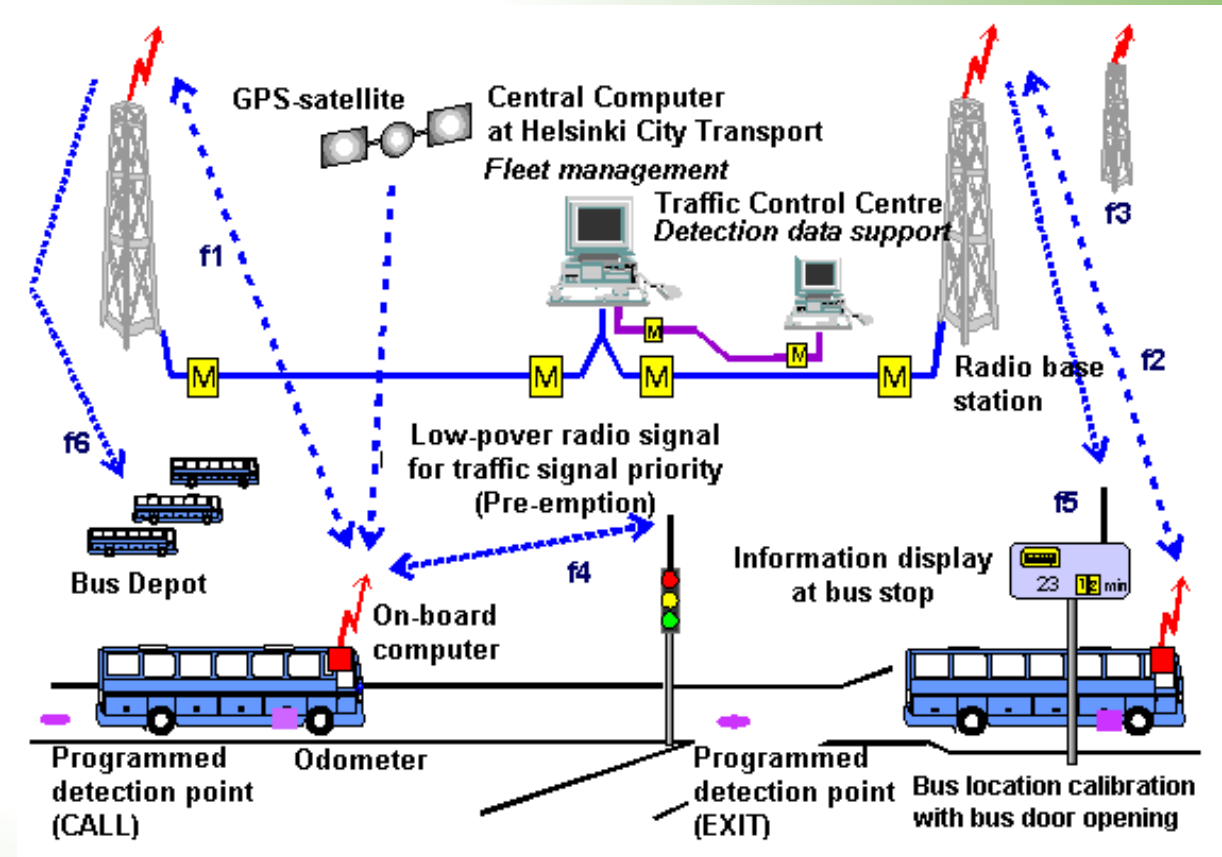 GPS-satellite
Central Computer
at Helsinki City Transport
Fleet management
Traffic Control Centre
Detection data support
f3
f1
M
M
M
M
M
M
Radio base
station
f2
f6
Low-pover radio signal
for traffic signal priority
(Pre-emption)
f5
f4
Bus Depot
Information display
at bus stop
23 12 min
On-board
computer
Programmed
detection point
(CALL)
Odometer
Programmed
detection point
(EXIT)
Bus location calibration
with bus door opening